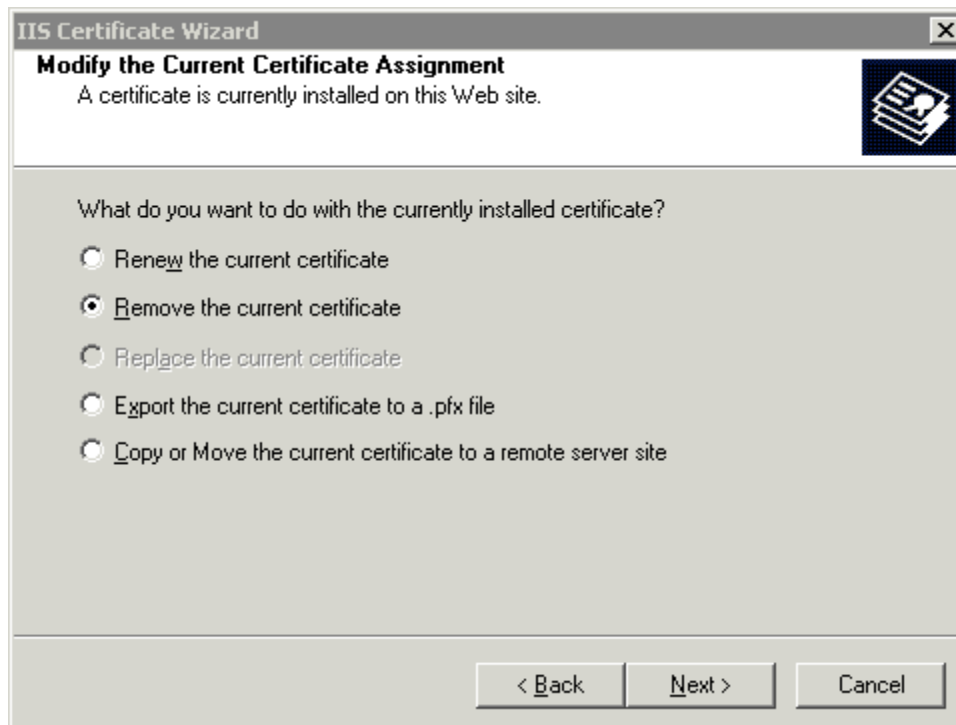 IIS Certificate Wizard
Modify the Current Certificate Assignment
A certificate is currently installed on this Web site.
What do you want to do with the currently installed certificate?
Renew the current certificate
Remove the current certificate
Replace the current certificate
Export the current certificate to a .pfx file
Copy or Move the current certificate to a remote server site
< Back Next > Cancel